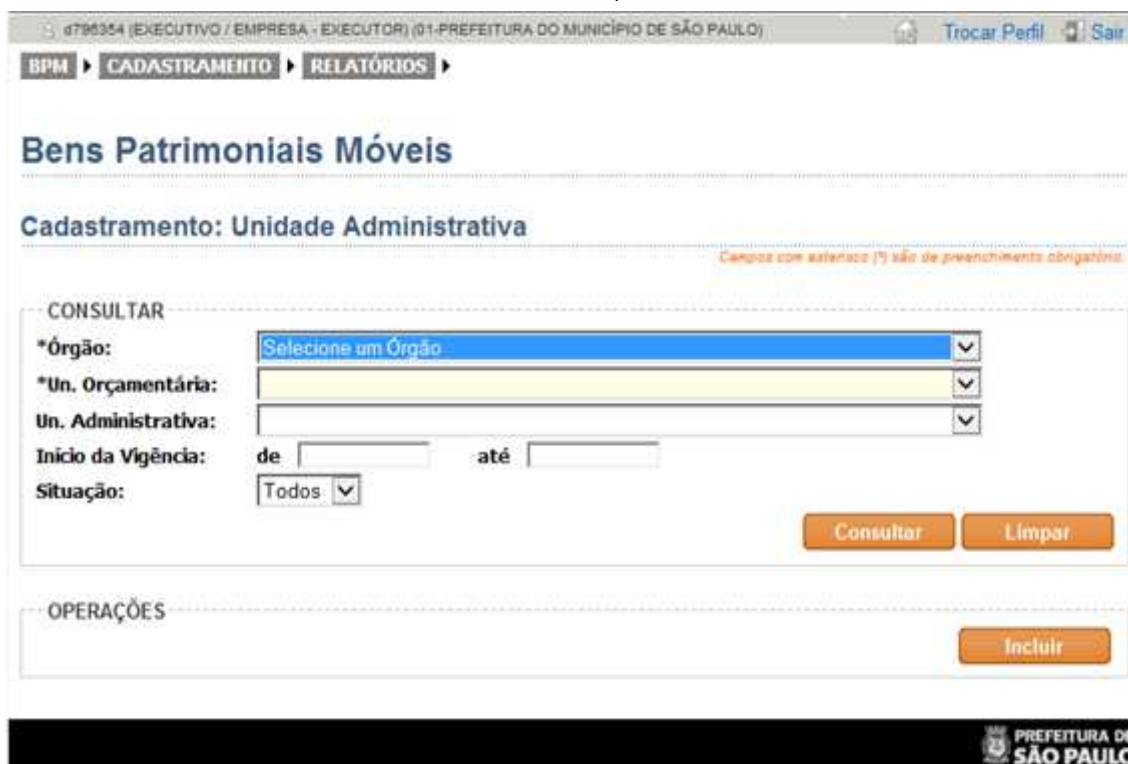 d796354 (EXECUTIVO / EMPRESA - EXECUTOR) (01-PREFEITURA DO MUNICÍPIO DE SÃO PAULO) Trocar Perfil Sair
BPM CADASTRAMENTO RELATÓRIOS
Bens Patrimoniais Móveis
Cadastramento: Unidade Administrativa
Campos com asterisco (*) são de preenchimento obrigatório.
CONSULTAR
*Órgão: Selecione um Órgão
*Un. Orçamentária:
Un. Administrativa:
Início da Vigência: de até
Situação: Todos
Consultar Limpar
OPERAÇÕES
Incluir
PREFEITURA DE
SÃO PAULO